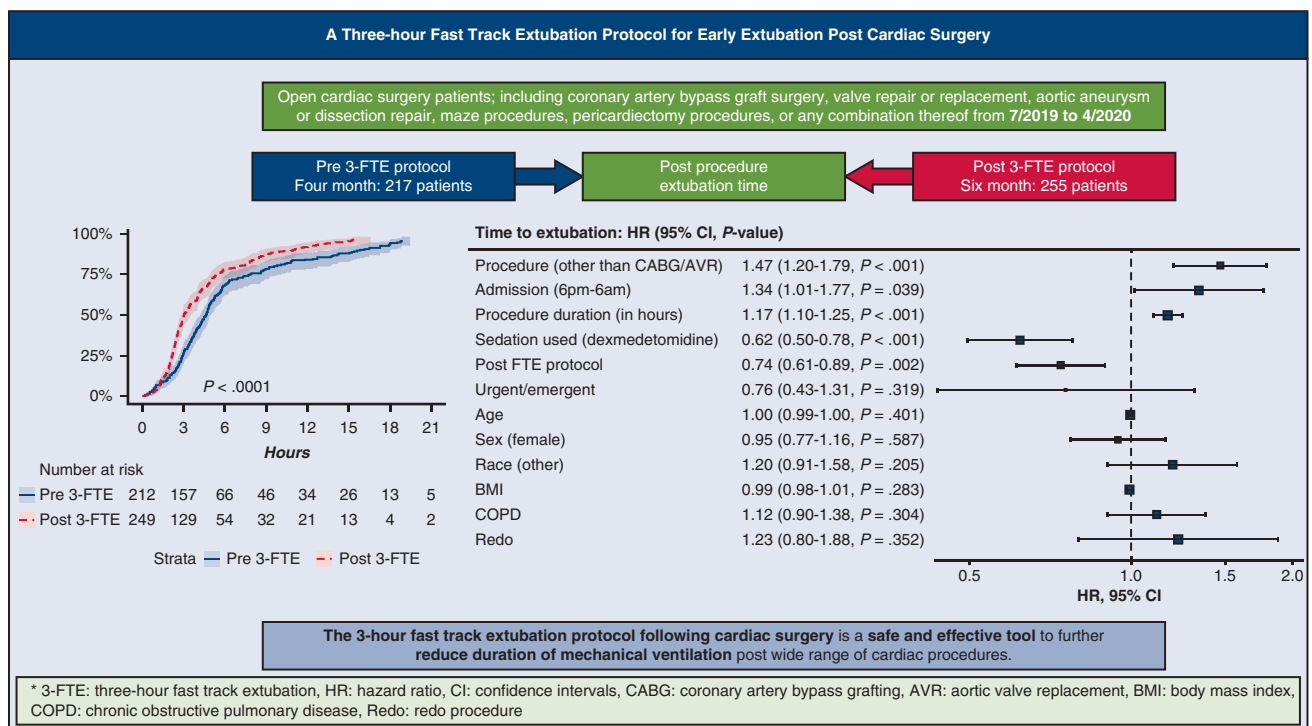 A Three-hour Fast Track Extubation Protocol for Early Extubation Post Cardiac Surgery
Open cardiac surgery patients; including coronary artery bypass graft surgery, valve repair or replacement, aortic aneurysm
or dissection repair, maze procedures, pericardiectomy procedures, or any combination thereof from 7/2019 to 4/2020
Pre 3-FTE protocol
Four month: 217 patients
Post procedure
extubation time
Post 3-FTE protocol
Six month: 255 patients
100%
75%
50%
25%
0%
P < .0001
0 3 6 9 12 15 18 21
Hours
Number at risk
Pre 3-FTE 212 157 66 46 34 26 13 5
Post 3-FTE 249 129 54 32 21 13 4 2
Strata Pre 3-FTE Post 3-FTE
Time to extubation: HR (95% CI, P-value)
Procedure (other than CABG/AVR) 1.47 (1.20-1.79, P < .001)
Admission (6pm-6am) 1.34 (1.01-1.77, P = .039)
Procedure duration (in hours) 1.17 (1.10-1.25, P < .001)
Sedation used (dexmedetomidine) 0.62 (0.50-0.78, P < .001)
Post FTE protocol 0.74 (0.61-0.89, P = .002)
Urgent/emergent 0.76 (0.43-1.31, P = .319)
Age 1.00 (0.99-1.00, P = .401)
Sex (female) 0.95 (0.77-1.16, P = .587)
Race (other) 1.20 (0.91-1.58, P = .205)
BMI 0.99 (0.98-1.01, P = .283)
COPD 1.12 (0.90-1.38, P = .304)
Redo 1.23 (0.80-1.88, P = .352)
0.5 1.0 1.5 2.0
HR, 95% CI
The 3-hour fast track extubation protocol following cardiac surgery is a safe and effective tool to further
reduce duration of mechanical ventilation post wide range of cardiac procedures.
* 3-FTE: three-hour fast track extubation, HR: hazard ratio, CI: confidence intervals, CABG: coronary artery bypass grafting, AVR: aortic valve replacement, BMI: body mass index,
COPD: chronic obstructive pulmonary disease, Redo: redo procedure